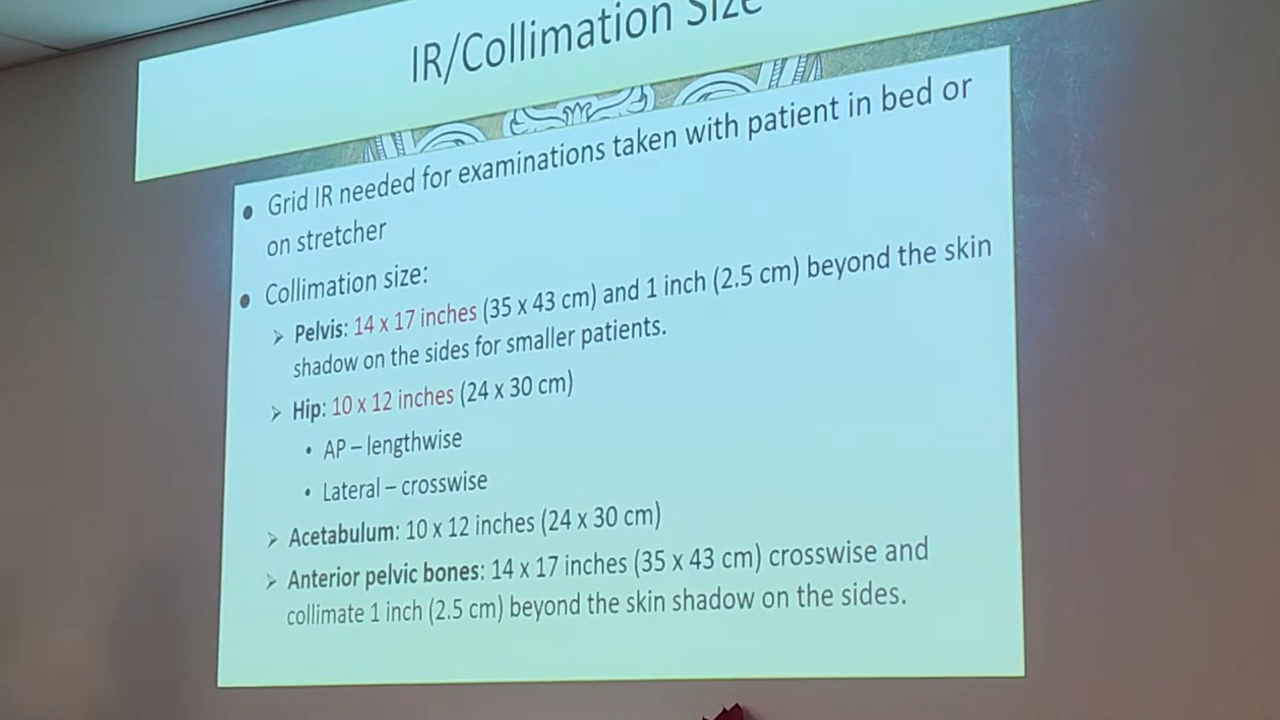 IR/Collimation Size
• Grid IR needed for examinations taken with patient in bed or
on stretcher
• Collimation size:
➢ Pelvis: 14 x 17 inches (35 x 43 cm) and 1 inch (2.5 cm) beyond the skin
shadow on the sides for smaller patients.
➢ Hip: 10 x 12 inches (24 x 30 cm)
• AP – lengthwise
• Lateral – crosswise
➢ Acetabulum: 10 x 12 inches (24 x 30 cm)
➢ Anterior pelvic bones: 14 x 17 inches (35 x 43 cm) crosswise and
collimate 1 inch (2.5 cm) beyond the skin shadow on the sides.